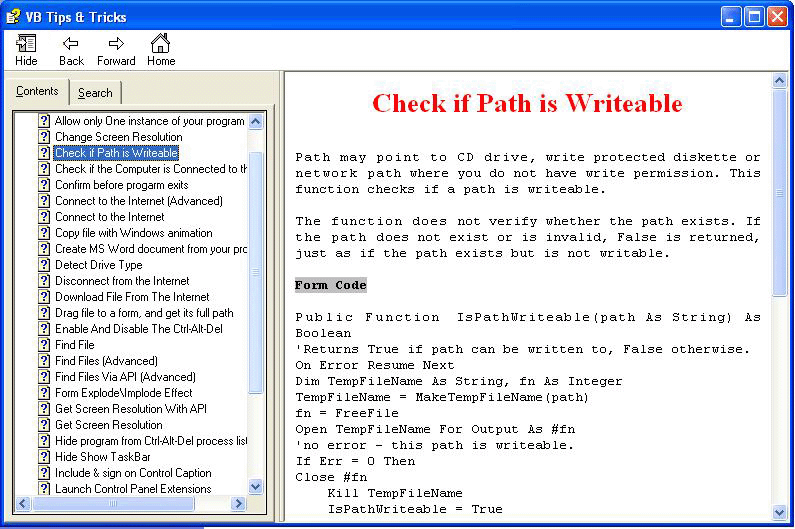 VB Tips & Tricks
Hide Back Forward Home
Contents Search
Allow only One instance of your program
Change Screen Resolution
Check if Path is Writeable
Check if the Computer is Connected to th
Confirm before progarm exits
Connect to the Internet (Advanced)
Connect to the Internet
Copy file with Windows animation
Create MS Word document from your pro
Detect Drive Type
Disconnect from the Internet
Download File From The Internet
Drag file to a form, and get its full path
Enable And Disable The Ctrl-Alt-Del
Find File
Find Files (Advanced)
Find Files Via API (Advanced)
Form Explode\Implode Effect
Get Screen Resolution With API
Get Screen Resolution
Hide program from Ctrl-Alt-Del process list
Hide Show TaskBar
Include & sign on Control Caption
Launch Control Panel Extensions
Check if Path is Writeable
Path may point to CD drive, write protected diskette or
network path where you do not have write permission. This
function checks if a path is writeable.
The function does not verify whether the path exists. If
the path does not exist or is invalid, False is returned,
just as if the path exists but is not writable.
Form Code
Public Function IsPathWriteable(path As String) As
Boolean
'Returns True if path can be written to, False otherwise.
On Error Resume Next
Dim TempFileName As String, fn As Integer
TempFileName = MakeTempFileName(path)
fn = FreeFile
Open TempFileName For Output As #fn
'no error - this path is writeable.
If Err = 0 Then
Close #fn
Kill TempFileName
IsPathWriteable = True